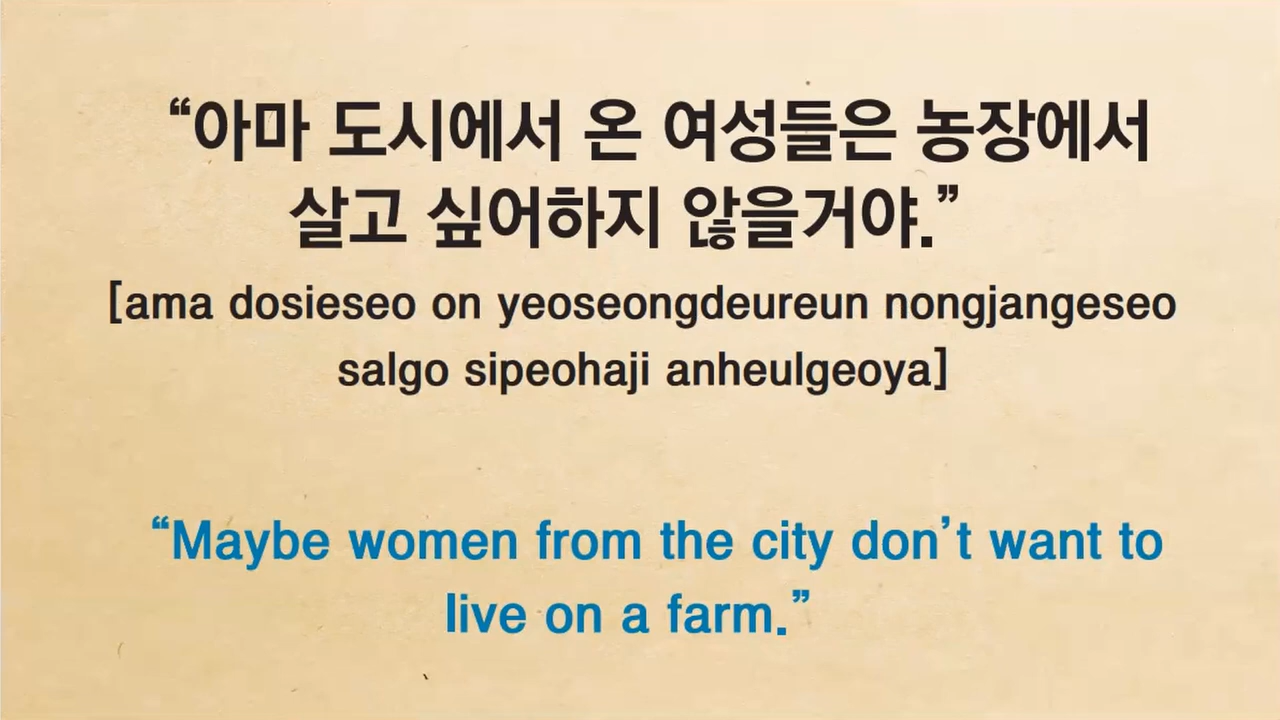 “아마 도시에서 온 여성들은 농장에서
살고 싶어하지 않을거야.”
[ama dosieseo on yeoseongdeureun nongjangeseo
salgo sipeohaji anheulgeoya]
“Maybe women from the city don’t want to
live on a farm.”